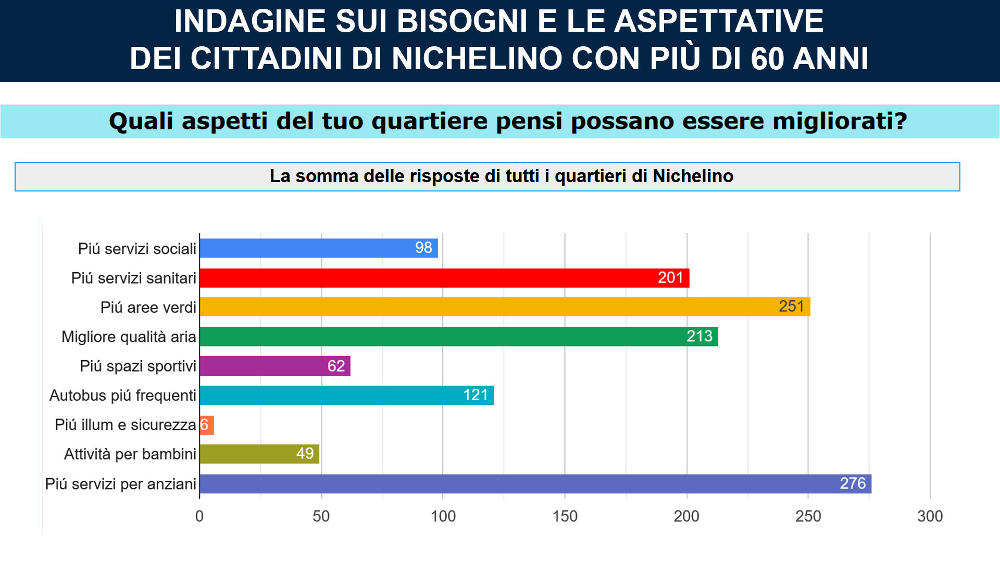 INDAGINE SUI BISOGNI E LE ASPETTATIVE
DEI CITTADINI DI NICHELINO CON PIÙ DI 60 ANNI
Quali aspetti del tuo quartiere pensi possano essere migliorati?
La somma delle risposte di tutti i quartieri di Nichelino
Piú servizi sociali 98
Piú servizi sanitari 201
Piú aree verdi 251
Migliore qualità aria 213
Piú spazi sportivi 62
Autobus piú frequenti 121
Piú illum e sicurezza 6
Attività per bambini 49
Piú servizi per anziani 276
0 50 100 150 200 250 300